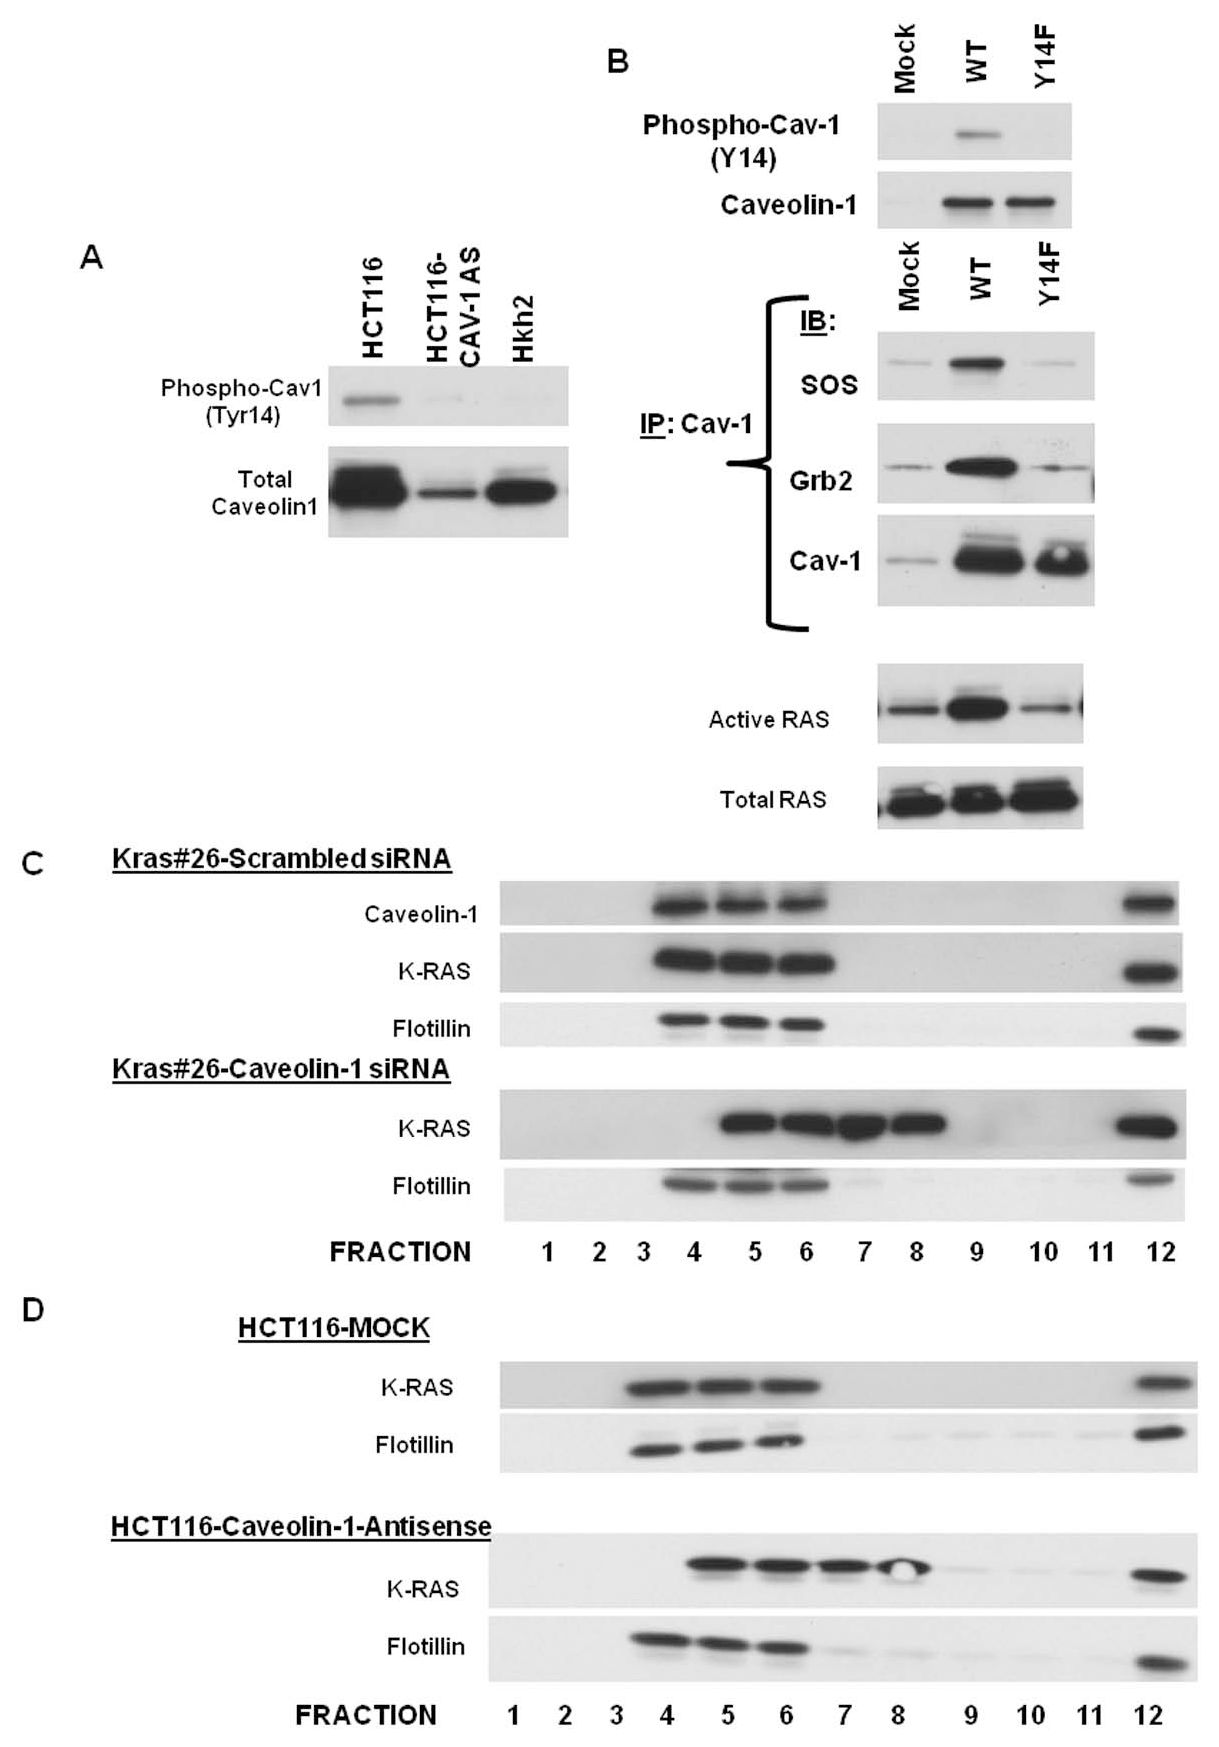 A
HCT116
HCT116-
CAV-1 AS
Hkh2
Phospho-Cav1
(Tyr14)
Total
Caveolin1
B
Mock
WT
Y14F
Phospho-Cav-1
(Y14)
Caveolin-1
Mock
WT
Y14F
IB:
SOS
IP: Cav-1
Grb2
Cav-1
Active RAS
Total RAS
C
Kras#26-Scrambled siRNA
Caveolin-1
K-RAS
Flotillin
Kras#26-Caveolin-1 siRNA
K-RAS
Flotillin
FRACTION 1 2 3 4 5 6 7 8 9 10 11 12
D
HCT116-MOCK
K-RAS
Flotillin
HCT116-Caveolin-1-Antisense
K-RAS
Flotillin
FRACTION 1 2 3 4 5 6 7 8 9 10 11 12